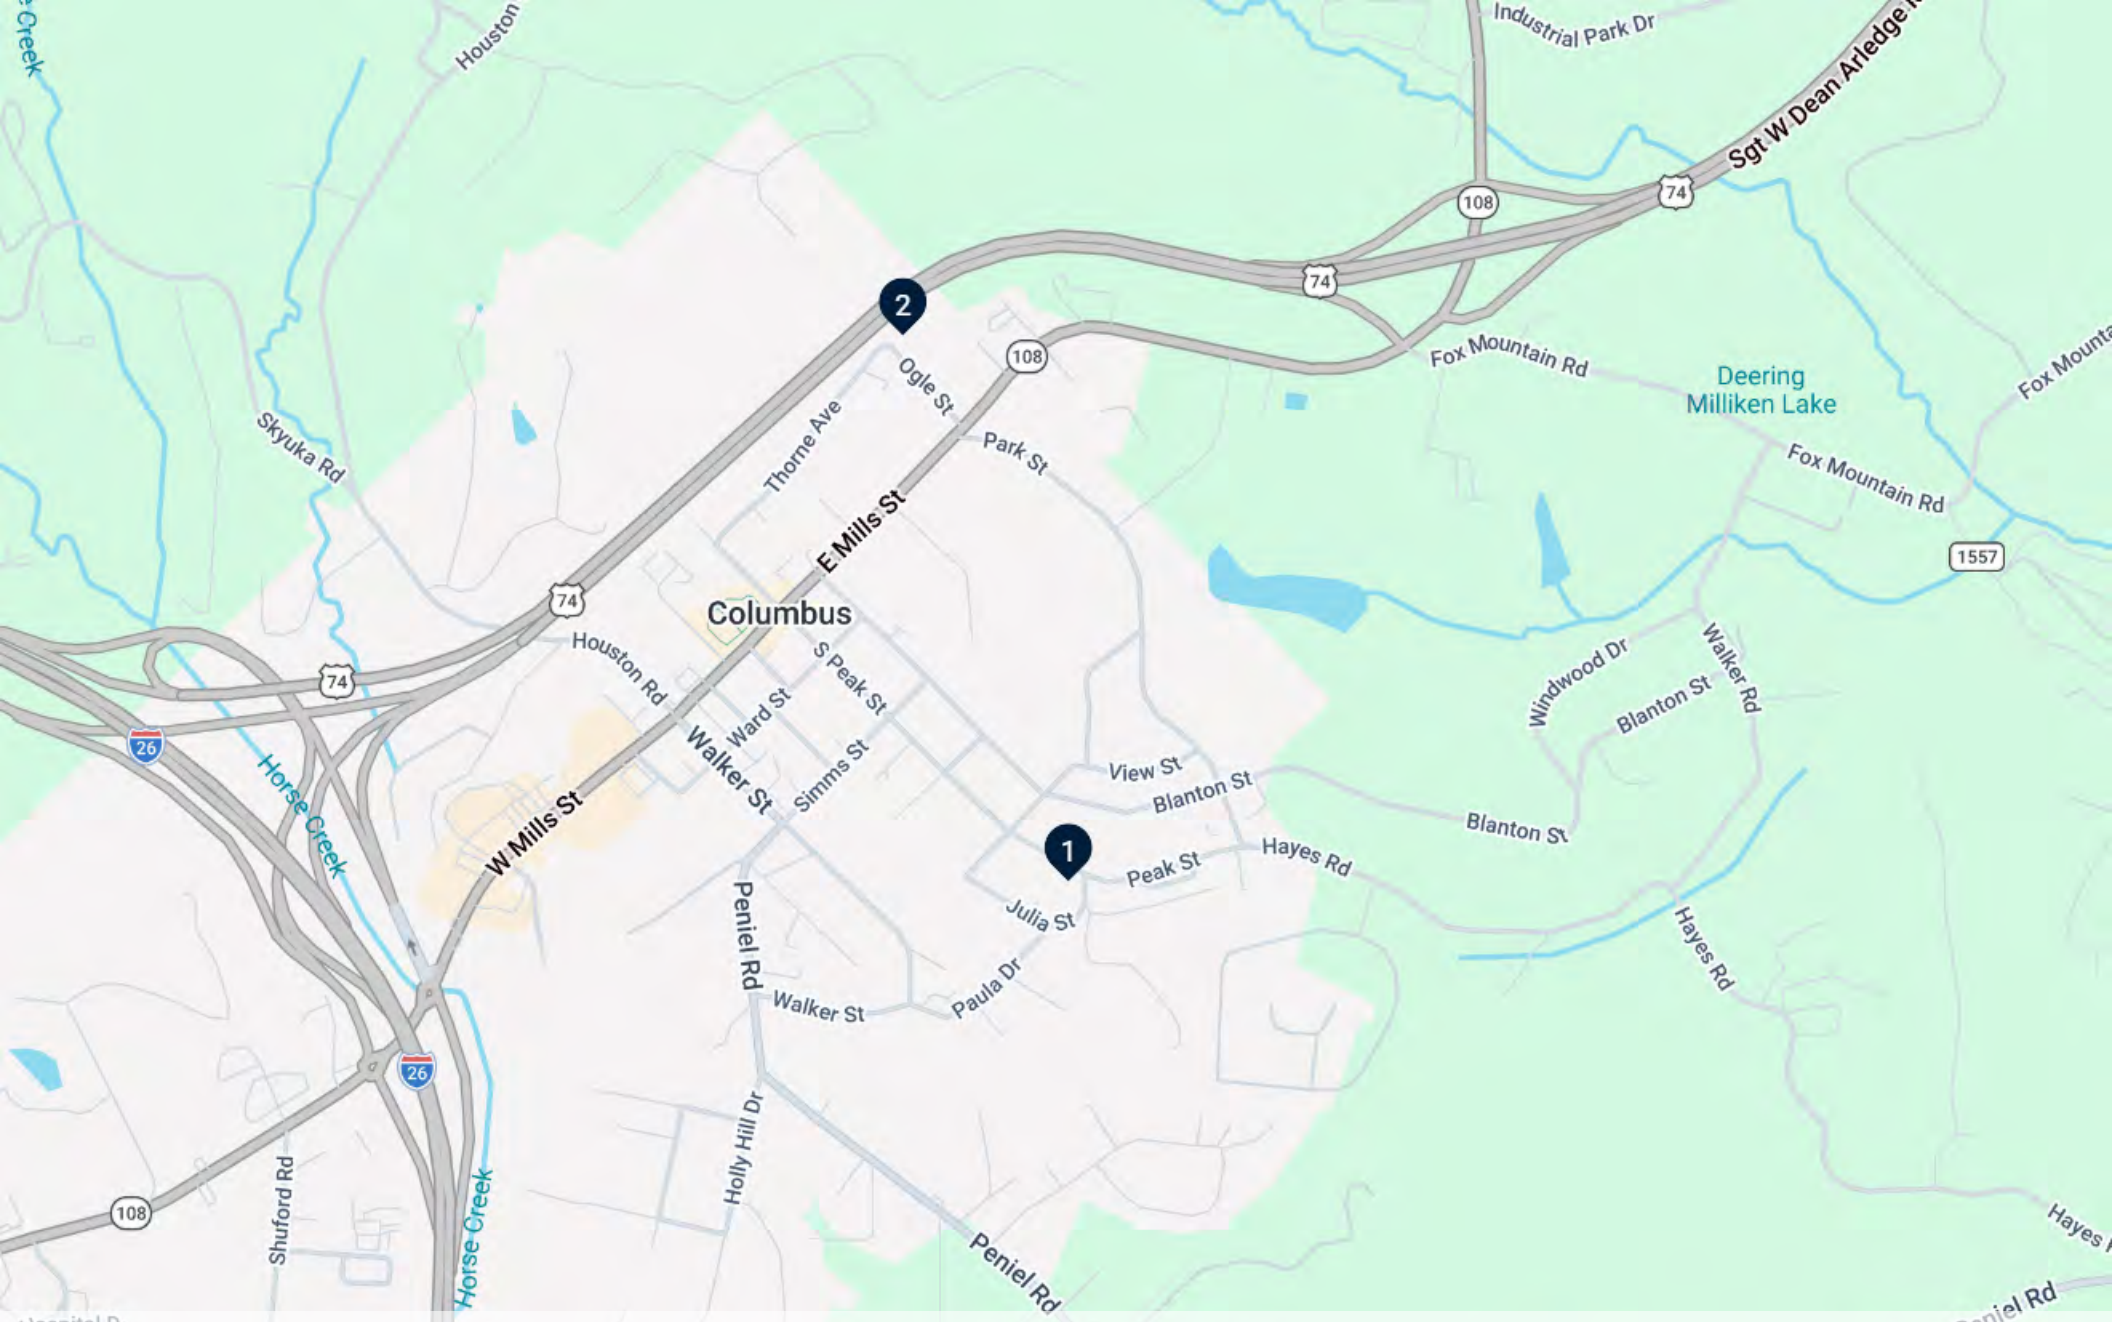 Creek
Houston
Industrial Park Dr
Sgt W Dean Arledge
108
74
74
2
108
Fox Mountain Rd
Fox
Deering
Milliken Lake
Ogle St
Thorne Ave
Skyuka Rd
Park St
Fox Mountain Rd
E Mills St
1557
74
Columbus
Houston Rd
S Peak St
Windwood Dr
Walker Rd
Blanton St
74
26
Ward St
Walker St
Simms St
View St
Blanton St
Blanton St
Horse Creek
W Mills St
1
Peak St
Hayes Rd
Peniel Rd
Julia St
Hayes Rd
Walker St
Paula Dr
26
Holly Hill Dr
108
Shuford Rd
Horse Creek
Hayes
Peniel Rd
Rd